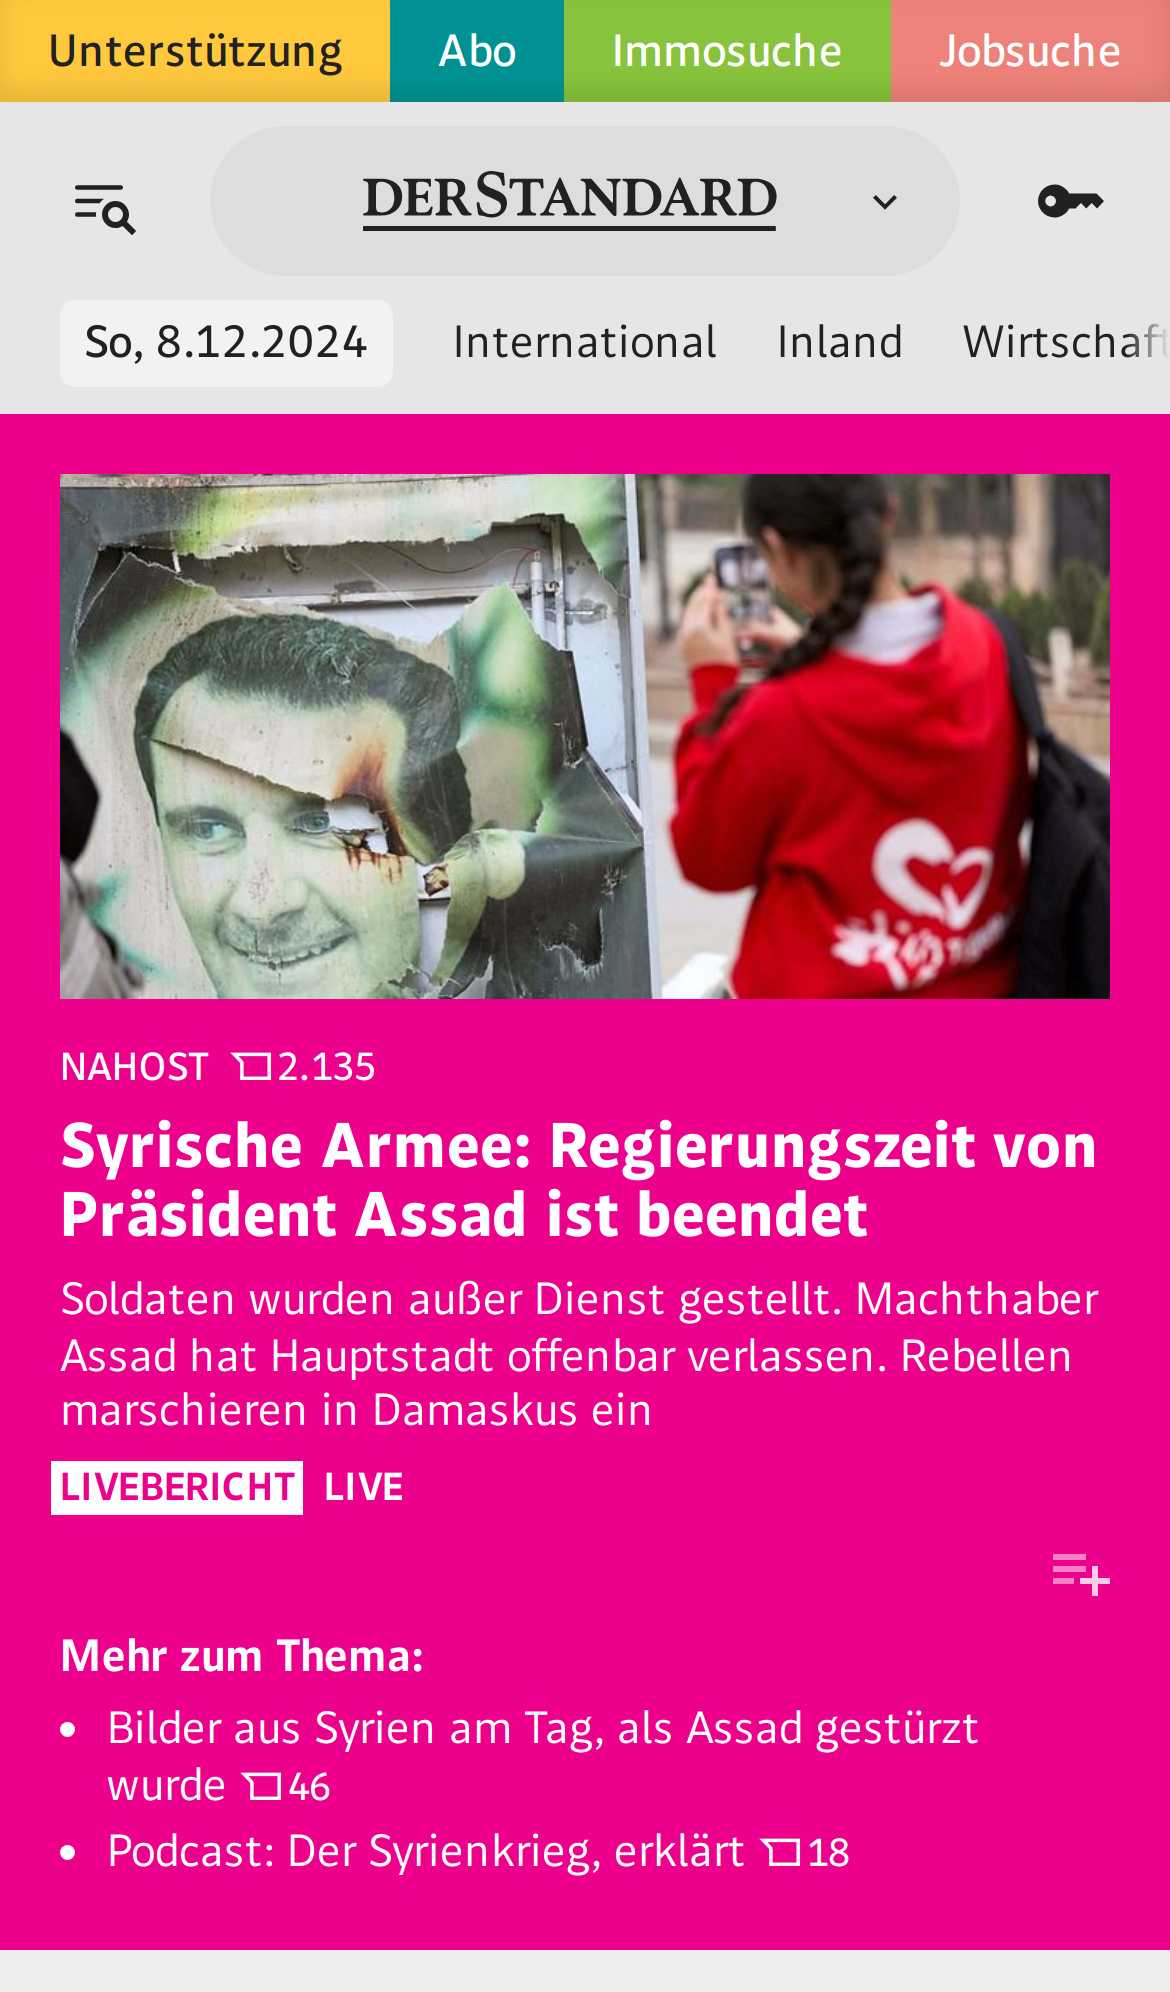 Unterstützung Abo Immosuche Jobsuche
DERSTANDARD
So, 8.12.2024 International Inland Wirtschaft
NAHOST 2.135
Syrische Armee: Regierungszeit von
Präsident Assad ist beendet
Soldaten wurden außer Dienst gestellt. Machthaber
Assad hat Hauptstadt offenbar verlassen. Rebellen
marschieren in Damaskus ein
LIVEBERICHT LIVE
Mehr zum Thema:
• Bilder aus Syrien am Tag, als Assad gestürzt
wurde 46
• Podcast: Der Syrienkrieg, erklärt 18